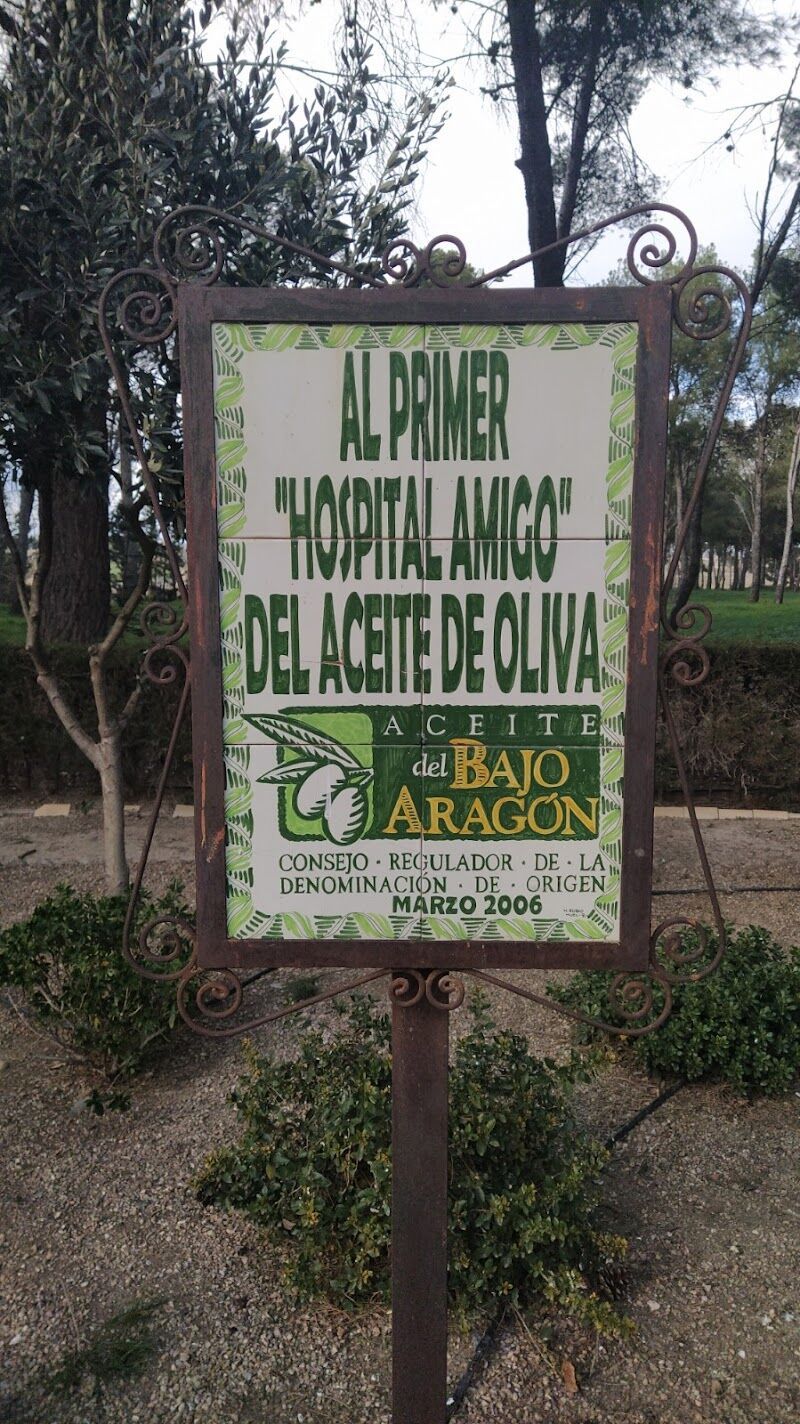 AL PRIMER
"HOSPITAL AMIGO"
DEL ACEITE DE OLIVA
ACEITE
del BAJO
ARAGÓN
CONSEJO · REGULADOR · DE · LA
DENOMINACIÓN · DE · ORIGEN
MARZO 2006